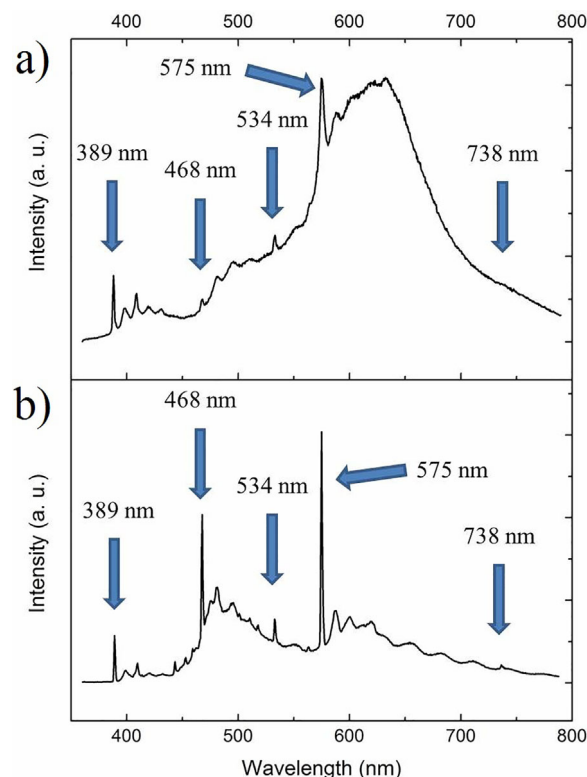 400 500 600 700 800
a)
575 nm
534 nm
389 nm
468 nm
738 nm
Intensity (a. u.)
b)
468 nm
575 nm
534 nm
389 nm
738 nm
Intensity (a. u.)
400 500 600 700 800
Wavelength (nm)